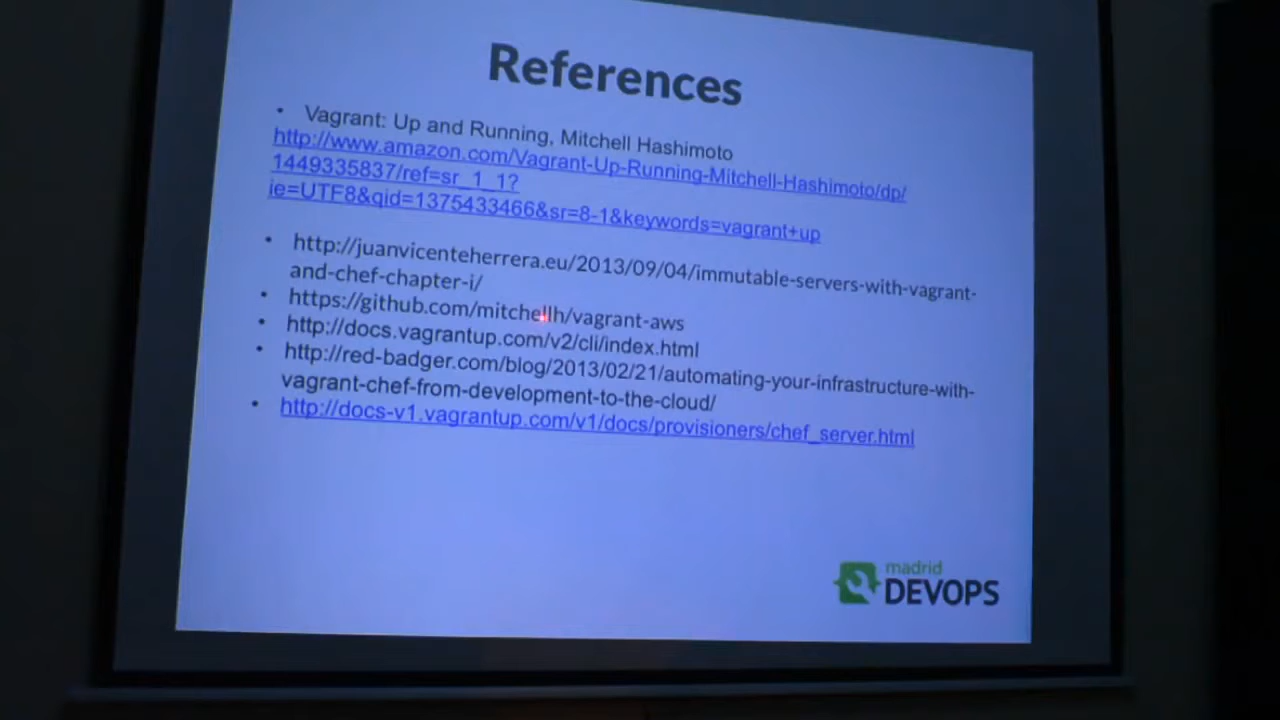 References
• Vagrant: Up and Running, Mitchell Hashimoto
http://www.amazon.com/Vagrant-Up-Running-Mitchell-Hashimoto/dp/
1449335837/ref=sr_1_1?
ie=UTF8&qid=1375433466&sr=8-1&keywords=vagrant+up
• http://juanvicenteherrera.eu/2013/09/04/immutable-servers-with-vagrant-
and-chef-chapter-i/
• https://github.com/mitchellh/vagrant-aws
• http://docs.vagrantup.com/v2/cli/index.html
• http://red-badger.com/blog/2013/02/21/automating-your-infrastructure-with-
vagrant-chef-from-development-to-the-cloud/
• http://docs-v1.vagrantup.com/v1/docs/provisioners/chef_server.html
madrid
DEVOPS